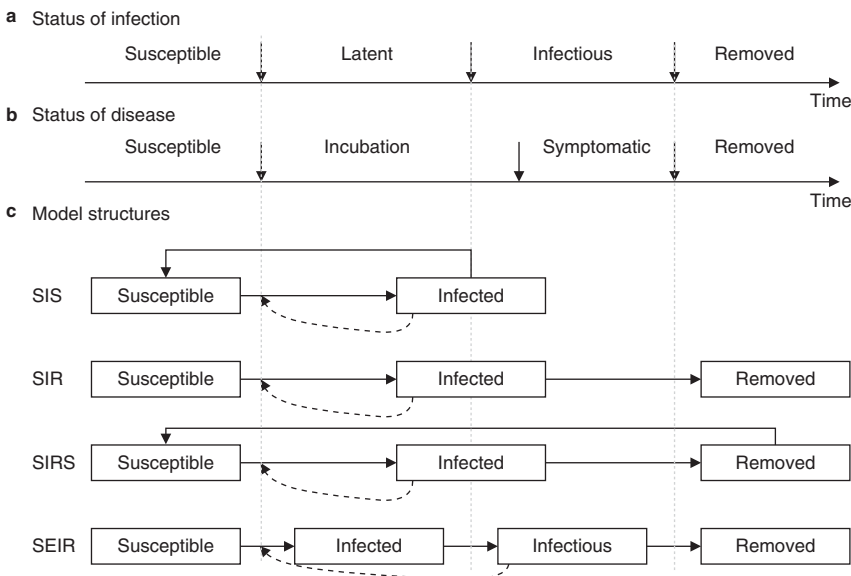 a Status of infection
Susceptible Latent Infectious Removed
Time
b Status of disease
Susceptible Incubation Symptomatic Removed
Time
c Model structures
SIS Susceptible Infected
SIR Susceptible Infected Removed
SIRS Susceptible Infected Removed
SEIR Susceptible Infected Infectious Removed